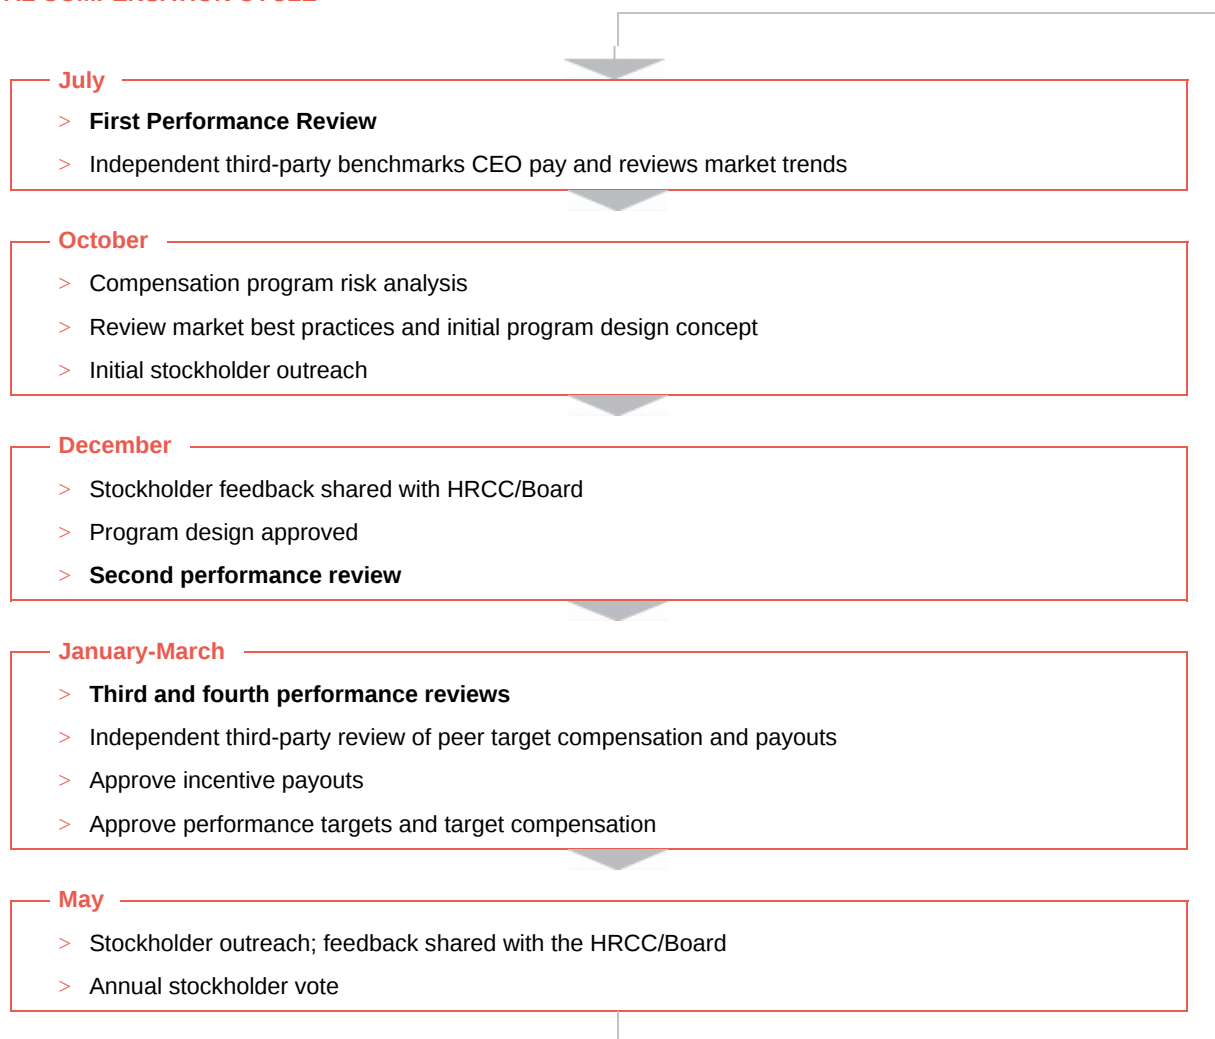 COMPENSATION CYCLE
July
> First Performance Review
> Independent third-party benchmarks CEO pay and reviews market trends
October
> Compensation program risk analysis
> Review market best practices and initial program design concept
> Initial stockholder outreach
December
> Stockholder feedback shared with HRCC/Board
> Program design approved
> Second performance review
January-March
> Third and fourth performance reviews
> Independent third-party review of peer target compensation and payouts
> Approve incentive payouts
> Approve performance targets and target compensation
May
> Stockholder outreach; feedback shared with the HRCC/Board
> Annual stockholder vote